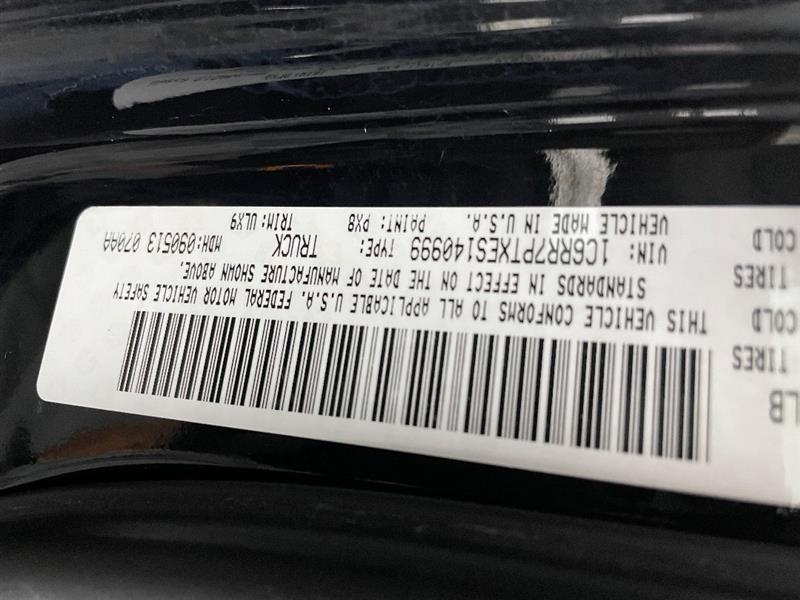 LB
TIRES
COLD
TIRES
COLD
THIS VEHICLE CONFORMS TO ALL APPLICABLE U.S.A. FEDERAL MOTOR VEHICLE SAFETY
STANDARDS IN EFFECT ON THE DATE OF MANUFACTURE SHOWN ABOVE.
VIN: 1C6RR7PTXES140999 TYPE: TRUCK MDH:090513 070AA
VEHICLE MADE IN U.S.A. PAINT: PX8 TRIM: ULX9